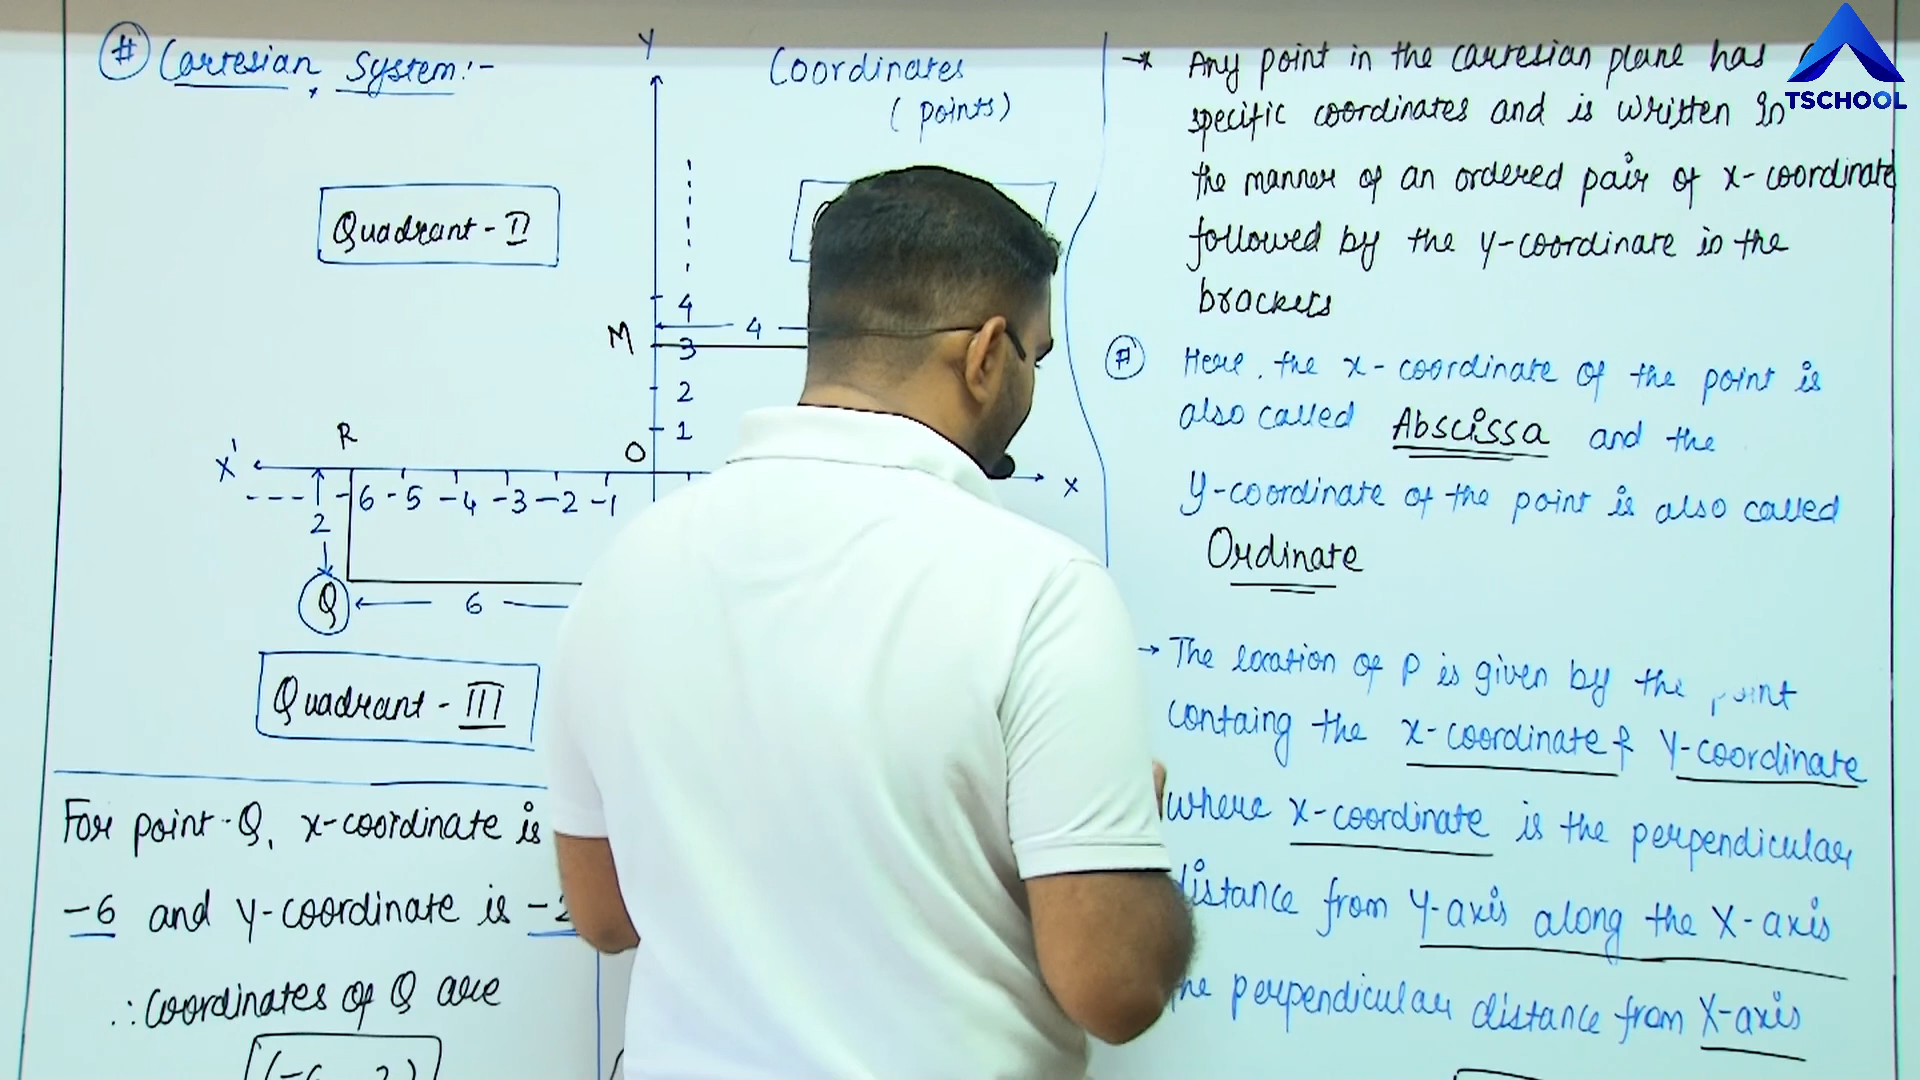 # Cartesian System:-
Y
Coordinates
(points)
Quadrant - II
4
M
4
3
2
1
R
O
X'
X
-6 -5 -4 -3 -2 -1
2
Q
6
Quadrant - III
For point-Q, x-coordinate is
-6 and y-coordinate is -2
∴ Coordinates of Q are
→* Any point in the cartesian plane has
specific coordinates and is written in
the manner of an ordered pair of x-coordinate
followed by the y-coordinate in the
brackets
# Here, the x-coordinate of the point is
also called Abscissa and the
y-coordinate of the point is also called
Ordinate
→ The location of P is given by the point
containg the x-coordinate & Y-coordinate
where x-coordinate is the perpendicular
distance from Y-axis along the X-axis
the perpendicular distance from X-axis
TSCHOOL